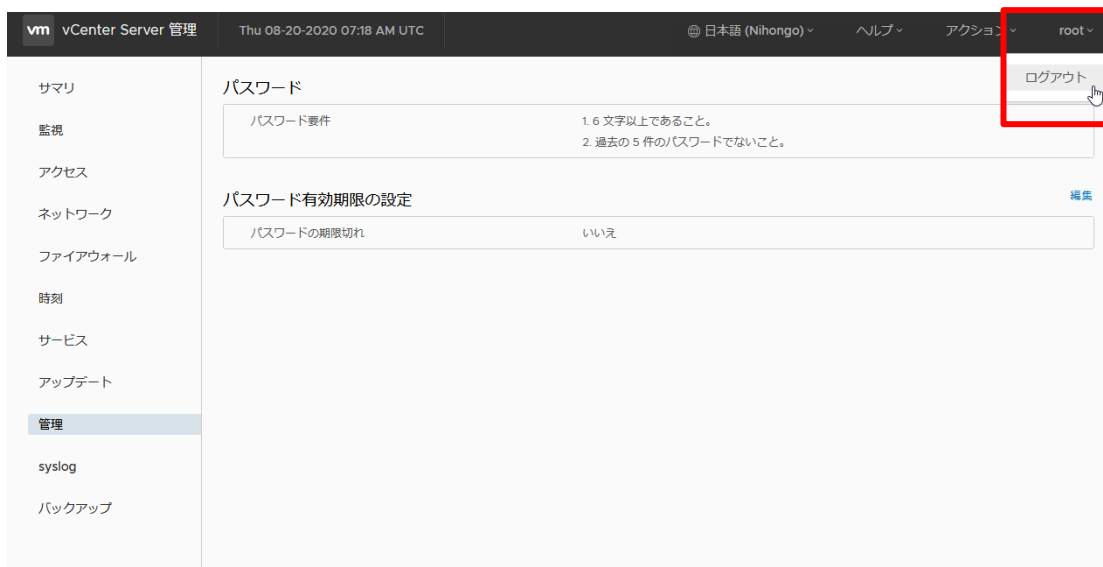 vm vCenter Server 管理 Thu 08-20-2020 07:18 AM UTC 日本語 (Nihongo) ヘルプ アクション root
ログアウト
サマリ
監視
アクセス
ネットワーク
ファイアウォール
時刻
サービス
アップデート
管理
syslog
バックアップ
パスワード
パスワード要件 1. 6 文字以上であること。
2. 過去の 5 件のパスワードでないこと。
パスワード有効期限の設定 編集
パスワードの期限切れ いいえ